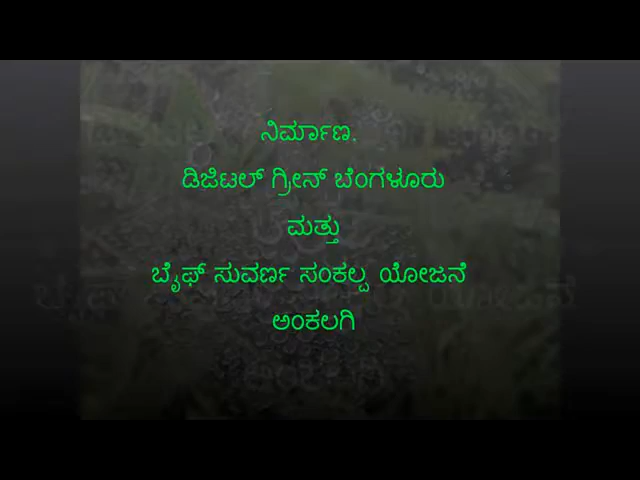 ನಿರ್ಮಾಣ.
ಡಿಜಿಟಲ್ ಗ್ರೀನ್ ಬೆಂಗಳೂರು
ಮತ್ತು
ಬೈಫ್ ಸುವರ್ಣ ಸಂಕಲ್ಪ ಯೋಜನೆ
ಅಂಕಲಗಿ